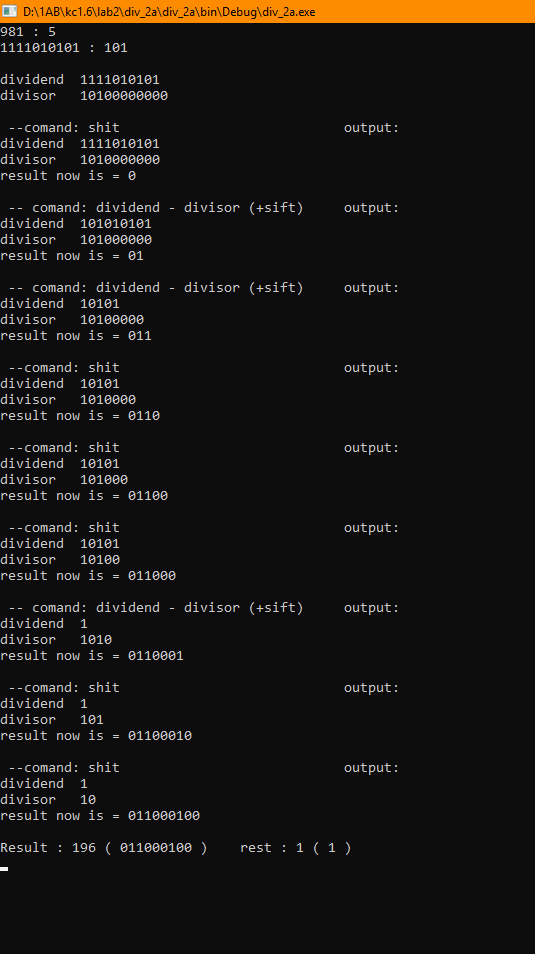 D:\1AB\kc1.6\lab2\div_2a\div_2a\bin\Debug\div_2a.exe
981 : 5
1111010101 : 101
dividend  1111010101
divisor   10100000000
--comand: shit                            output:
dividend  1111010101
divisor   1010000000
result now is = 0
-- comand: dividend - divisor (+sift)     output:
dividend  101010101
divisor   101000000
result now is = 01
-- comand: dividend - divisor (+sift)     output:
dividend  10101
divisor   10100000
result now is = 011
--comand: shit                            output:
dividend  10101
divisor   1010000
result now is = 0110
--comand: shit                            output:
dividend  10101
divisor   101000
result now is = 01100
--comand: shit                            output:
dividend  10101
divisor   10100
result now is = 011000
-- comand: dividend - divisor (+sift)     output:
dividend  1
divisor   1010
result now is = 0110001
--comand: shit                            output:
dividend  1
divisor   101
result now is = 01100010
--comand: shit                            output:
dividend  1
divisor   10
result now is = 011000100
Result : 196 ( 011000100 )    rest : 1 ( 1 )